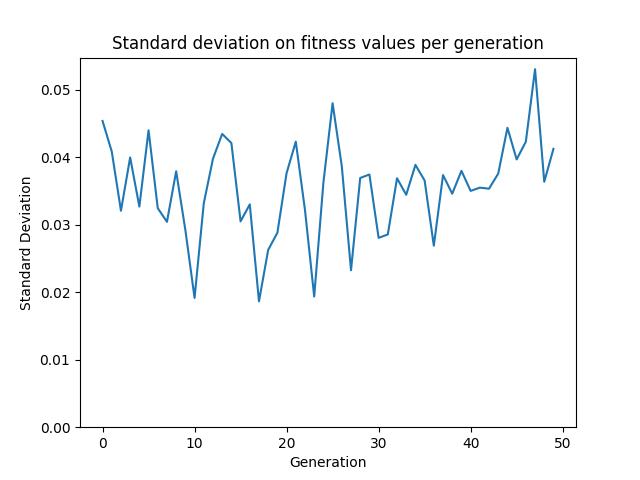 Standard deviation on fitness values per generation
Standard Deviation
0.05
0.04
0.03
0.02
0.01
0.00
0 10 20 30 40 50
Generation